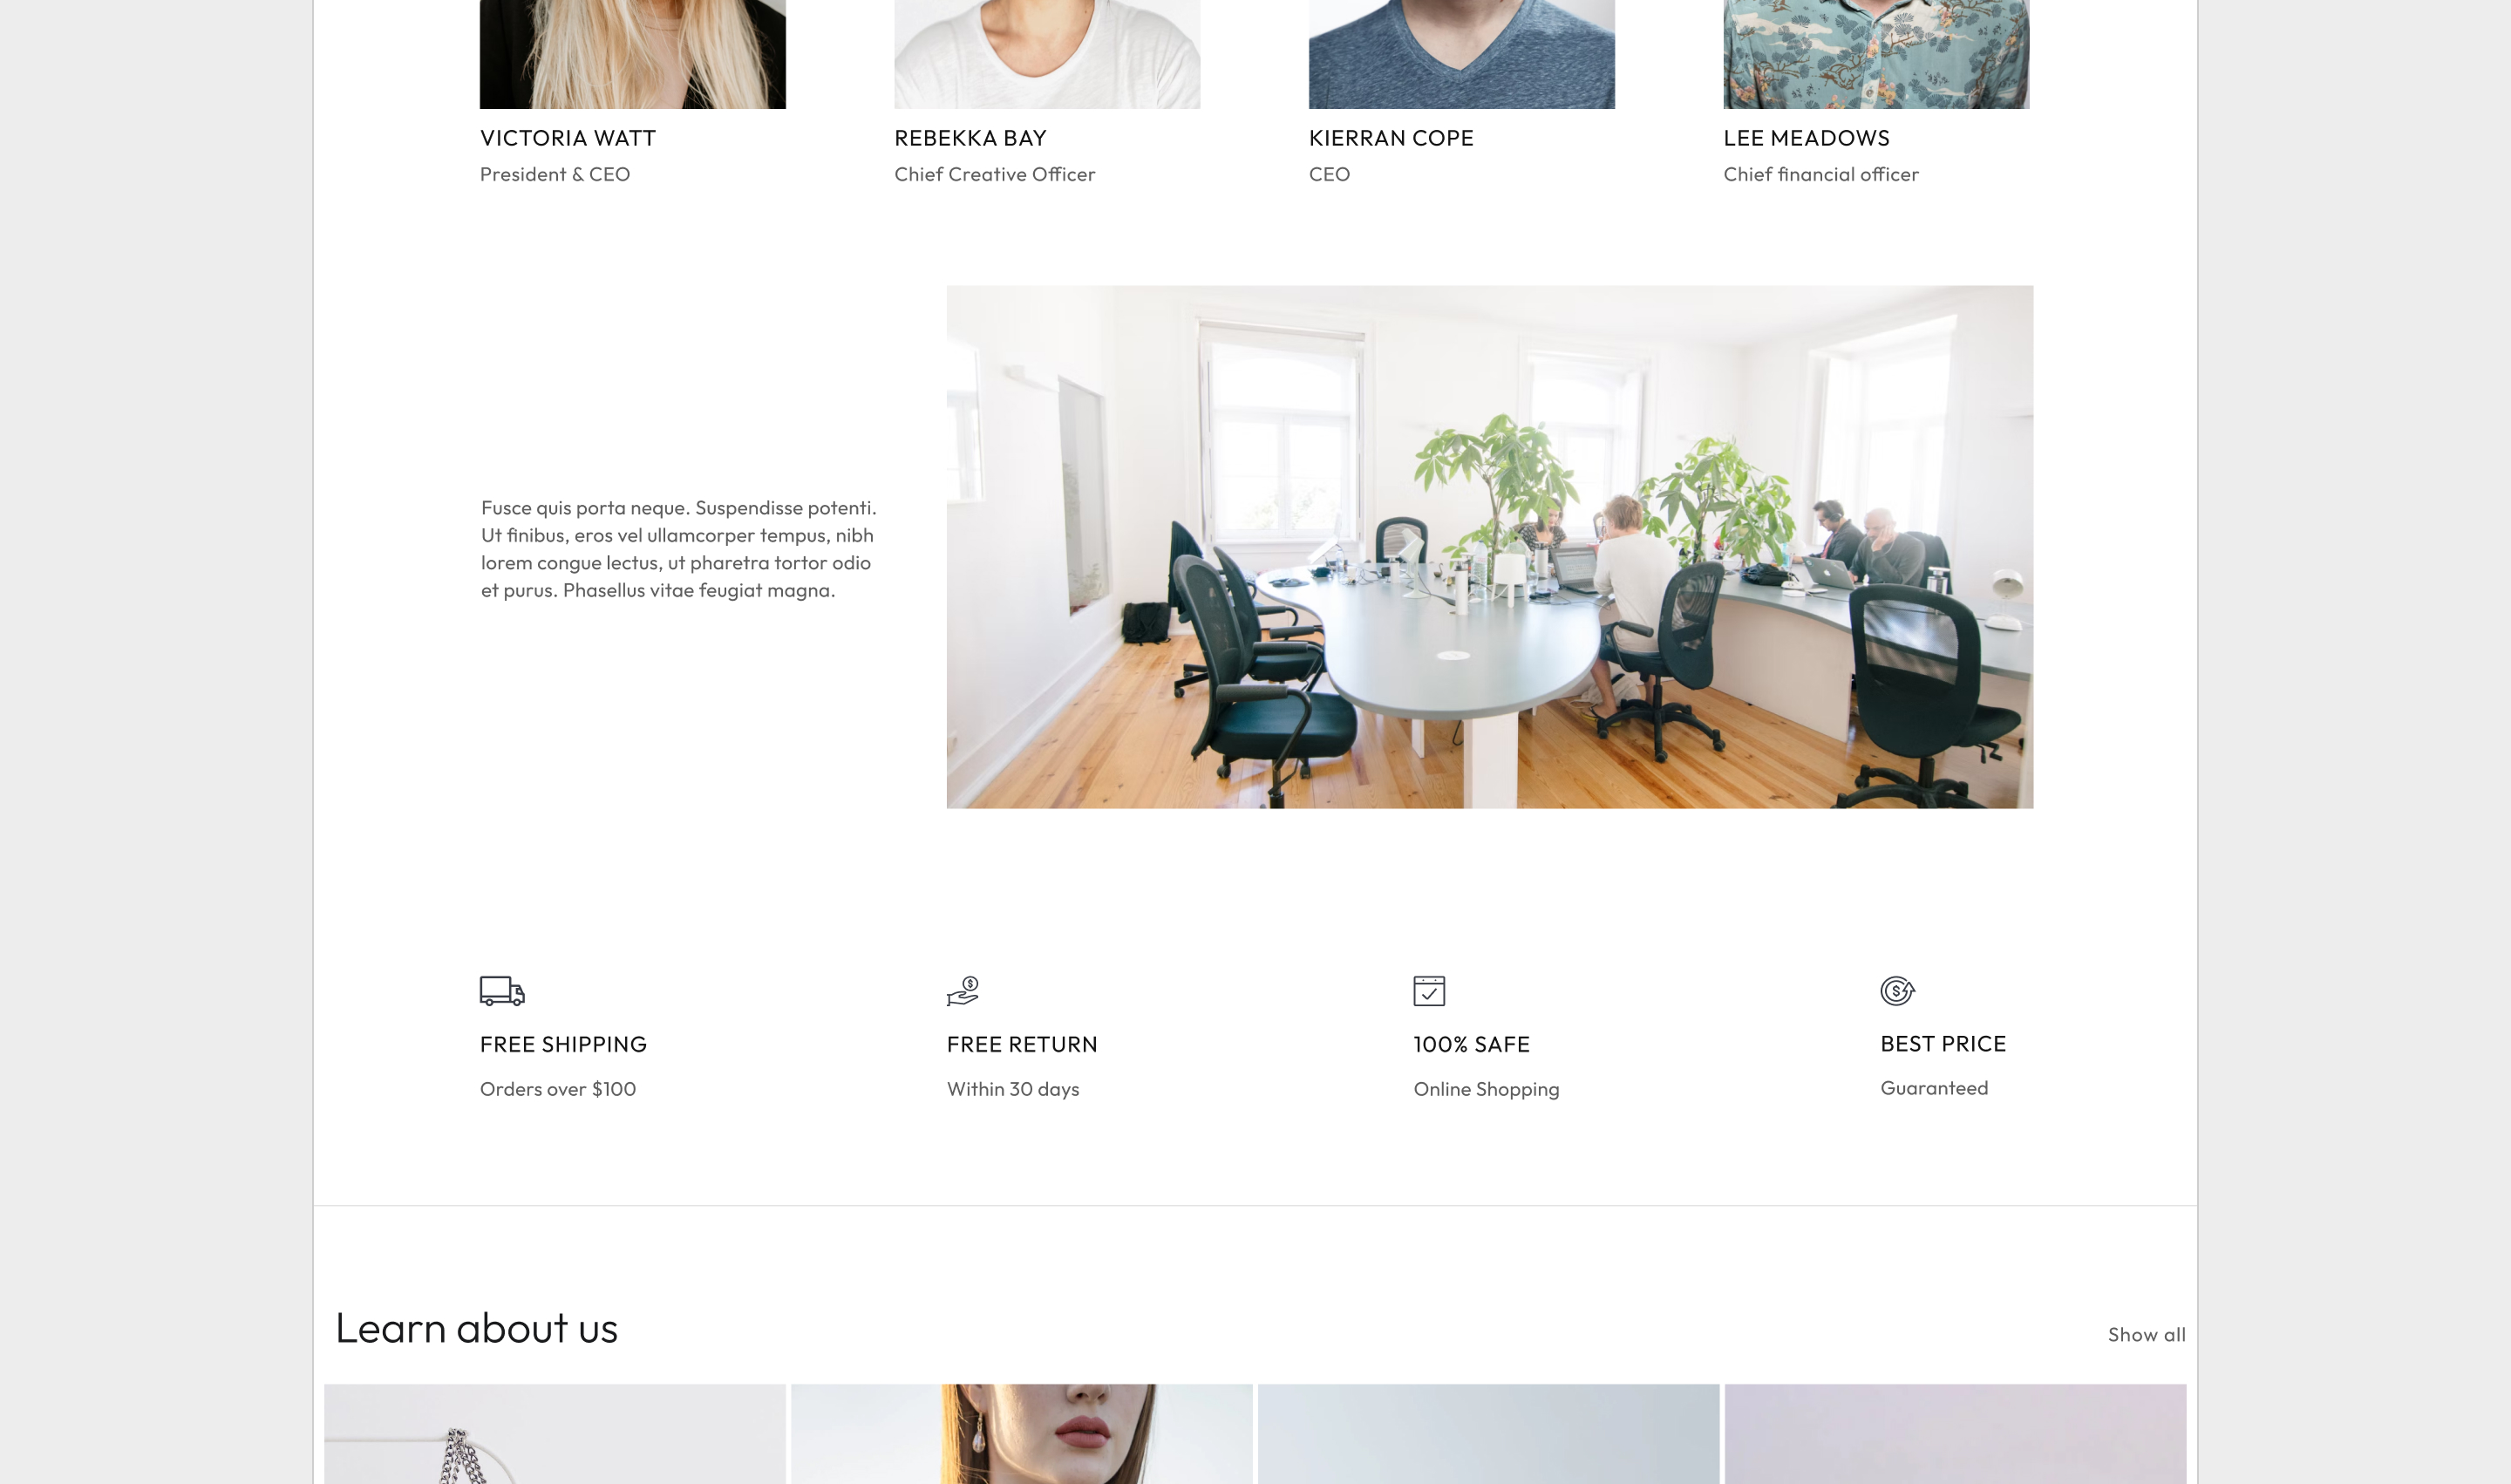 VICTORIA WATT
President & CEO
REBEKKA BAY
Chief Creative Officer
KIERRAN COPE
CEO
LEE MEADOWS
Chief financial officer
Fusce quis porta neque. Suspendisse potenti.
Ut finibus, eros vel ullamcorper tempus, nibh
lorem congue lectus, ut pharetra tortor odio
et purus. Phasellus vitae feugiat magna.
FREE SHIPPING
Orders over $100
FREE RETURN
Within 30 days
100% SAFE
Online Shopping
BEST PRICE
Guaranteed
Learn about us
Show all